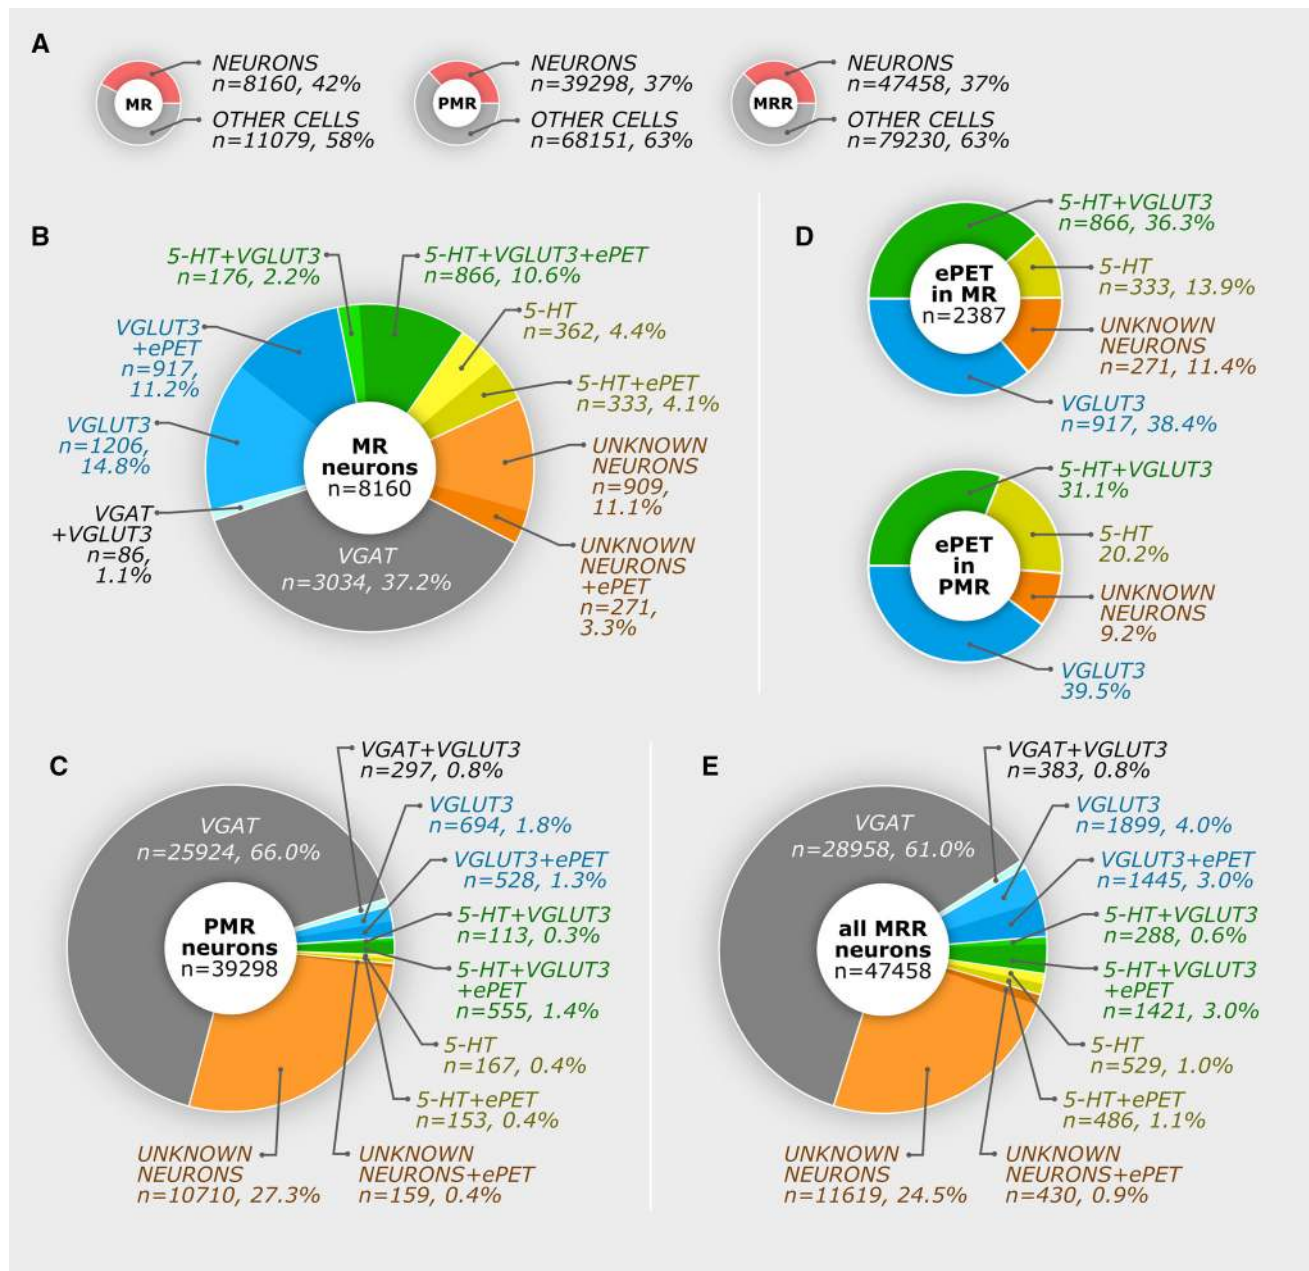 A
MR
NEURONS
n=8160, 42%
OTHER CELLS
n=11079, 58%
PMR
NEURONS
n=39298, 37%
OTHER CELLS
n=68151, 63%
MRR
NEURONS
n=47458, 37%
OTHER CELLS
n=79230, 63%
B
5-HT+VGLUT3
n=176, 2.2%
5-HT+VGLUT3+ePET
n=866, 10.6%
5-HT
n=362, 4.4%
5-HT+ePET
n=333, 4.1%
UNKNOWN
NEURONS
n=909,
11.1%
UNKNOWN
NEURONS
+ePET
n=271,
3.3%
VGAT
n=3034, 37.2%
VGAT
+VGLUT3
n=86,
1.1%
VGLUT3
n=1206,
14.8%
VGLUT3
+ePET
n=917,
11.2%
MR
neurons
n=8160
D
ePET
in MR
n=2387
5-HT+VGLUT3
n=866, 36.3%
5-HT
n=333, 13.9%
UNKNOWN
NEURONS
n=271, 11.4%
VGLUT3
n=917, 38.4%
ePET
in
PMR
5-HT+VGLUT3
31.1%
5-HT
20.2%
UNKNOWN
NEURONS
9.2%
VGLUT3
39.5%
C
VGAT
n=25924, 66.0%
PMR
neurons
n=39298
VGAT+VGLUT3
n=297, 0.8%
VGLUT3
n=694, 1.8%
VGLUT3+ePET
n=528, 1.3%
5-HT+VGLUT3
n=113, 0.3%
5-HT+VGLUT3
+ePET
n=555, 1.4%
5-HT
n=167, 0.4%
5-HT+ePET
n=153, 0.4%
UNKNOWN
NEURONS+ePET
n=159, 0.4%
UNKNOWN
NEURONS
n=10710, 27.3%
E
VGAT
n=28958, 61.0%
all MRR
neurons
n=47458
VGAT+VGLUT3
n=383, 0.8%
VGLUT3
n=1899, 4.0%
VGLUT3+ePET
n=1445, 3.0%
5-HT+VGLUT3
n=288, 0.6%
5-HT+VGLUT3
+ePET
n=1421, 3.0%
5-HT
n=529, 1.0%
5-HT+ePET
n=486, 1.1%
UNKNOWN
NEURONS+ePET
n=430, 0.9%
UNKNOWN
NEURONS
n=11619, 24.5%